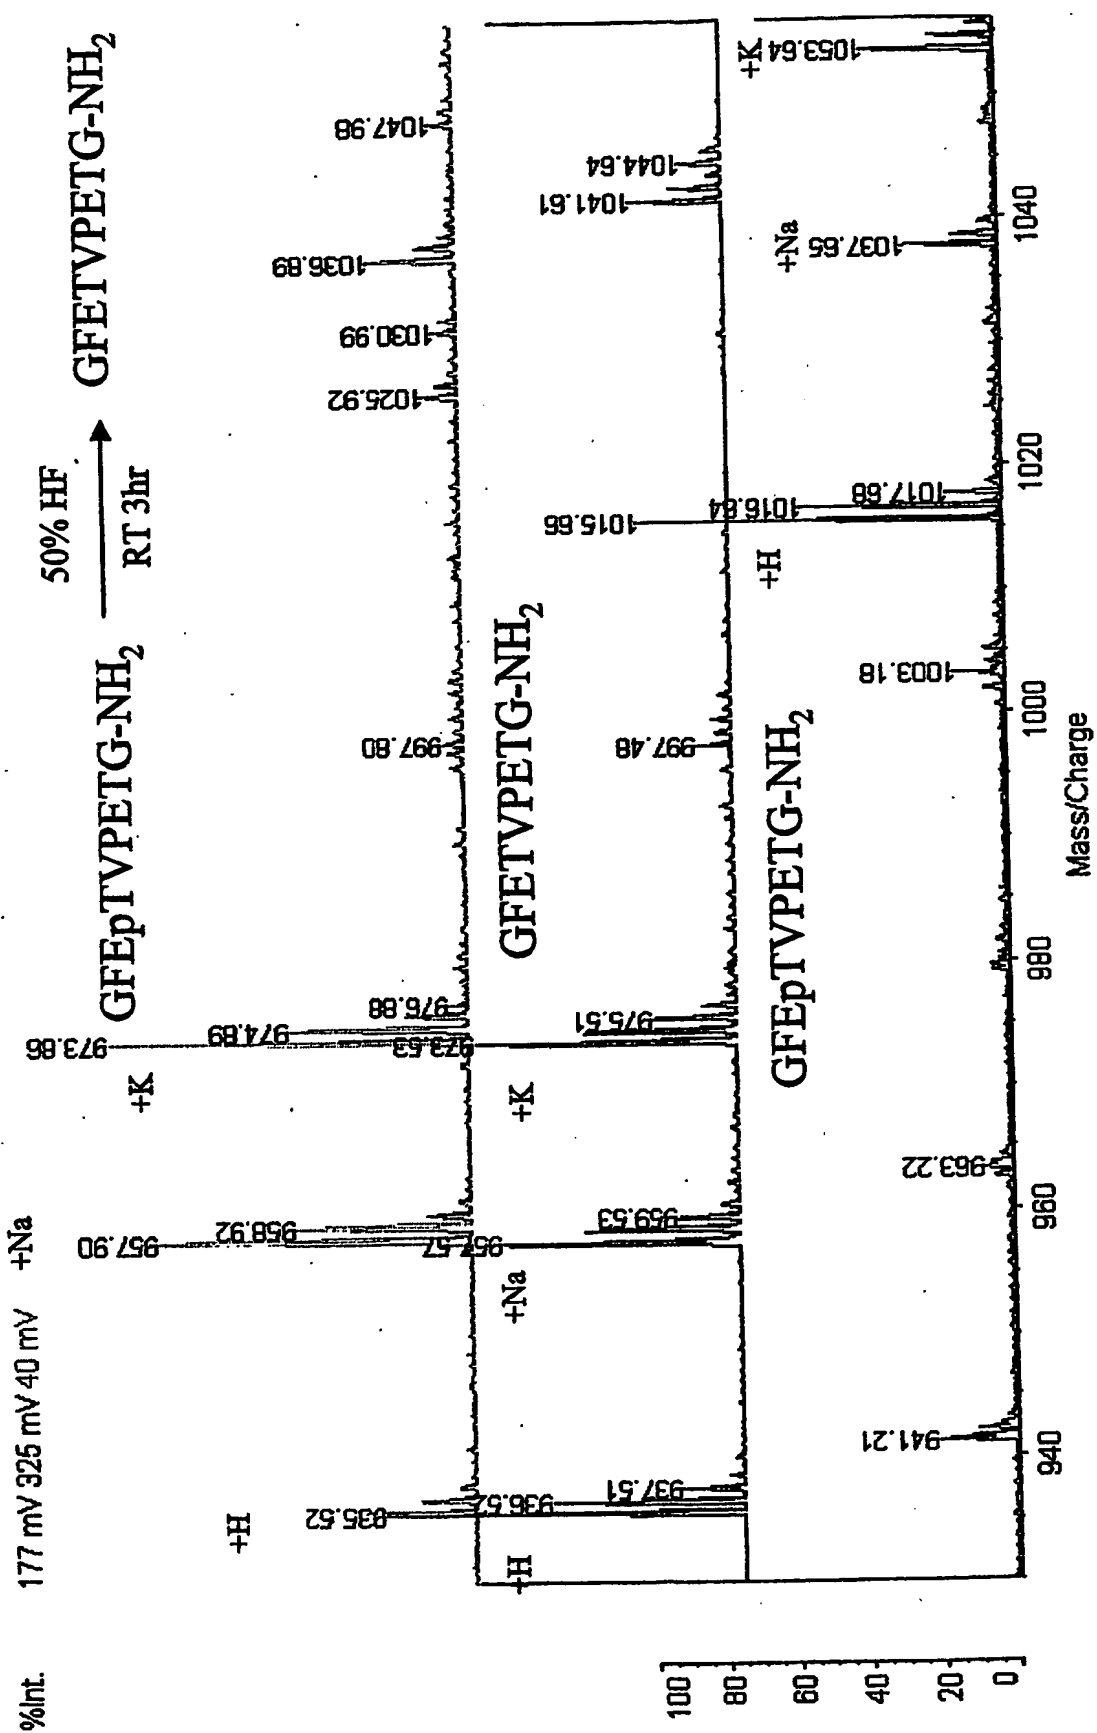 %Int. 177 mV 325 mV 40 mV
50% HF
GFEpTVPETG-NH2 → GFETVPETG-NH2
RT 3hr
+H
935.52
+Na
957.90
958.92
+K
973.86
974.89
976.88
997.80
1025.92
1030.99
1036.89
1047.98
GFETVPETG-NH2
+H
936.52
937.51
+Na
957.57
959.53
+K
973.53
975.51
997.48
1041.61
1044.64
GFEpTVPETG-NH2
941.21
963.22
1003.18
+H
1015.66
1016.64
1017.68
+Na
1037.65
+K
1053.64
100
80
60
40
20
0
940 960 980 1000 1020 1040
Mass/Charge